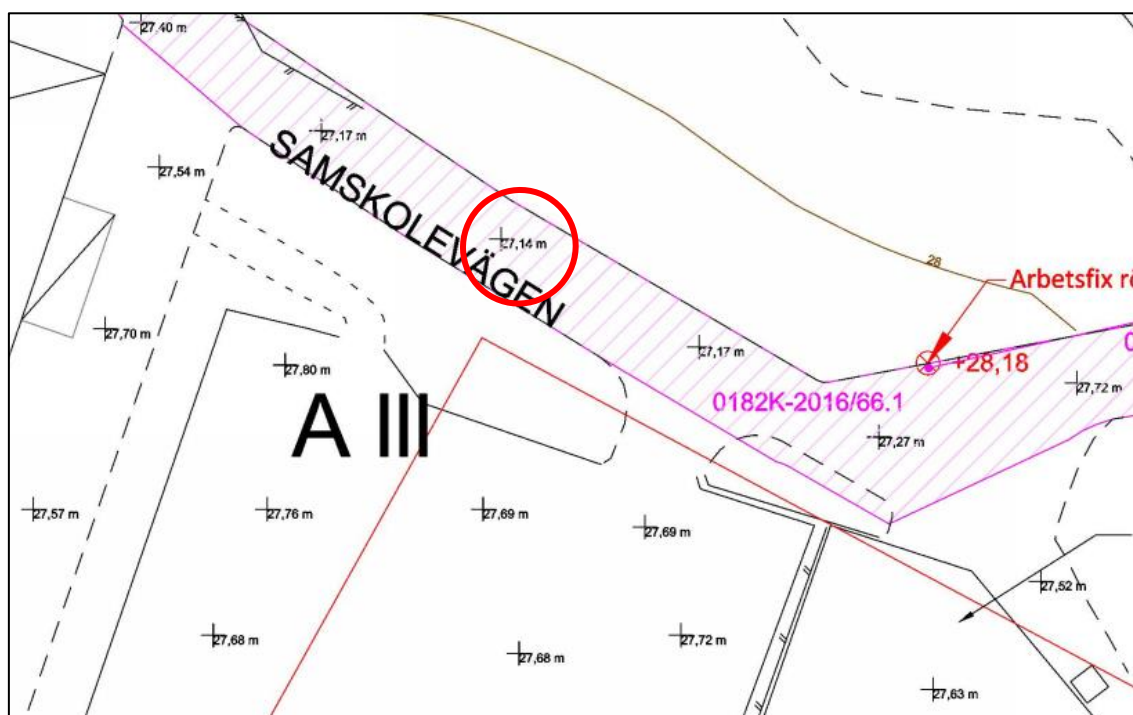 27,40 m
27,17 m
SAMSKOLEVÄGEN
27,54 m
27,14 m
28
Arbetsfix rö
27,70 m
27,17 m
0
27,80 m
+28,18
27,72 m
0182K-2016/66.1
A III
27,27 m
27,57 m
27,76 m
27,69 m
27,69 m
27,52 m
27,68 m
27,68 m
27,72 m
27,63 m